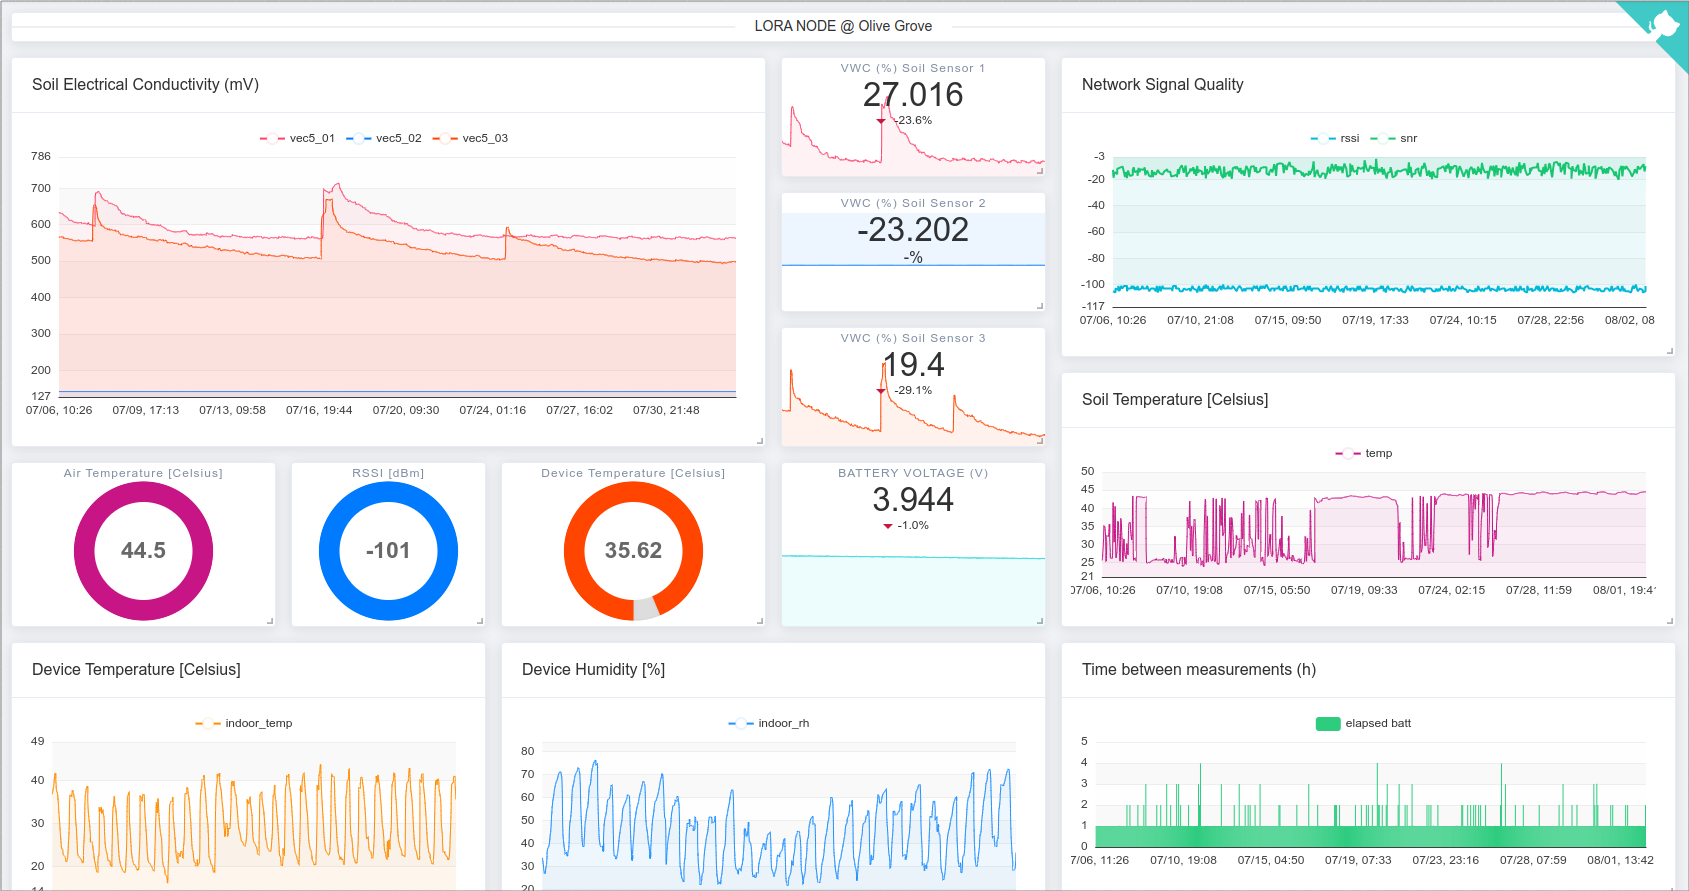 LORA NODE @ Olive Grove
Soil Electrical Conductivity (mV)
vec5_01 vec5_02 vec5_03
786
700
600
500
400
300
200
127
07/06, 10:26 07/09, 17:13 07/13, 09:58 07/16, 19:44 07/20, 09:30 07/24, 01:16 07/27, 16:02 07/30, 21:48
VWC (%) Soil Sensor 1
27.016
-23.6%
VWC (%) Soil Sensor 2
-23.202
-%
VWC (%) Soil Sensor 3
19.4
-29.1%
Network Signal Quality
rssi snr
-3
-20
-40
-60
-80
-100
-117
07/06, 10:26 07/10, 21:08 07/15, 09:50 07/19, 17:33 07/24, 10:15 07/28, 22:56 08/02, 08
Air Temperature [Celsius]
44.5
RSSI [dBm]
-101
Device Temperature [Celsius]
35.62
BATTERY VOLTAGE (V)
3.944
-1.0%
Soil Temperature [Celsius]
temp
50
45
40
35
30
25
21
07/06, 10:26 07/10, 19:08 07/15, 05:50 07/19, 09:33 07/24, 02:15 07/28, 11:59 08/01, 19:4
Device Temperature [Celsius]
indoor_temp
49
40
30
20
14
Device Humidity [%]
indoor_rh
80
70
60
50
40
30
20
Time between measurements (h)
elapsed batt
5
4
3
2
1
0
7/06, 11:26 07/10, 19:08 07/15, 04:50 07/19, 07:33 07/23, 23:16 07/28, 07:59 08/01, 13:42